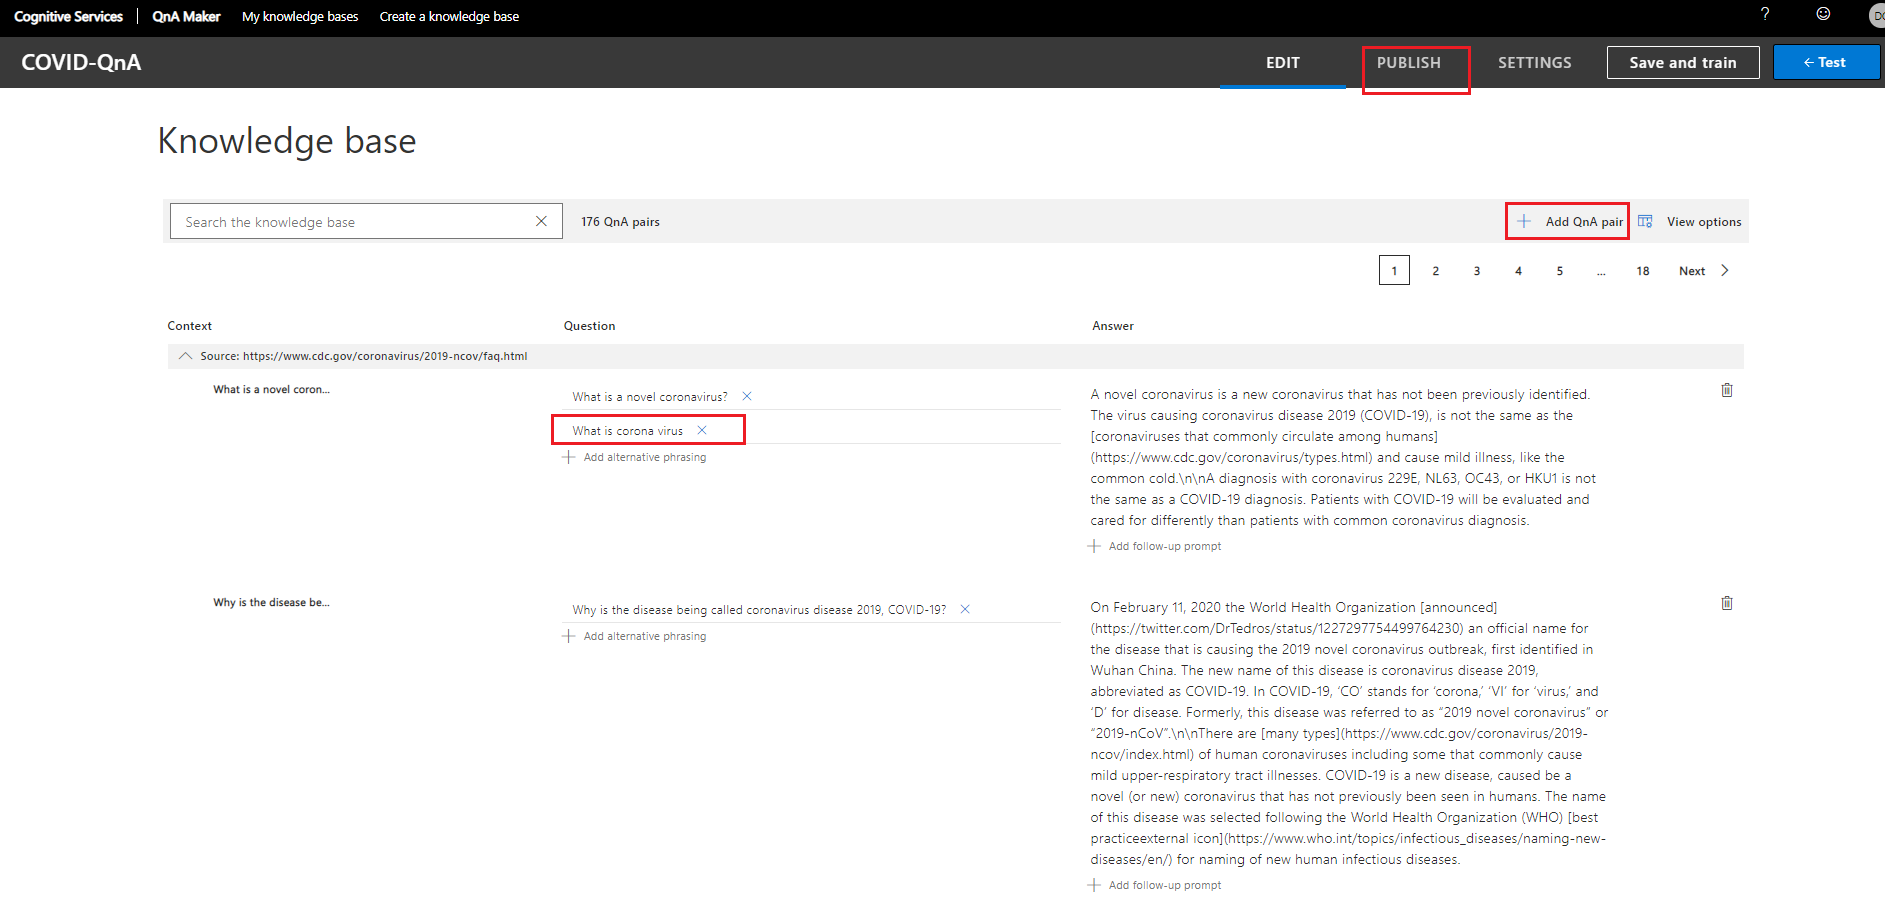 Cognitive Services | QnA Maker My knowledge bases Create a knowledge base ?
COVID-QnA EDIT PUBLISH SETTINGS Save and train ← Test
Knowledge base
Search the knowledge base 176 QnA pairs Add QnA pair View options
1 2 3 4 5 ... 18 Next
Context Question Answer
Source: https://www.cdc.gov/coronavirus/2019-ncov/faq.html
What is a novel coron...
What is a novel coronavirus?
What is corona virus
Add alternative phrasing
A novel coronavirus is a new coronavirus that has not been previously identified.
The virus causing coronavirus disease 2019 (COVID-19), is not the same as the
[coronaviruses that commonly circulate among humans]
(https://www.cdc.gov/coronavirus/types.html) and cause mild illness, like the
common cold.\n\nA diagnosis with coronavirus 229E, NL63, OC43, or HKU1 is not
the same as a COVID-19 diagnosis. Patients with COVID-19 will be evaluated and
cared for differently than patients with common coronavirus diagnosis.
Add follow-up prompt
Why is the disease be...
Why is the disease being called coronavirus disease 2019, COVID-19?
Add alternative phrasing
On February 11, 2020 the World Health Organization [announced]
(https://twitter.com/DrTedros/status/1227297754499764230) an official name for
the disease that is causing the 2019 novel coronavirus outbreak, first identified in
Wuhan China. The new name of this disease is coronavirus disease 2019,
abbreviated as COVID-19. In COVID-19, ‘CO’ stands for ‘corona,’ ‘VI’ for ‘virus,’ and
‘D’ for disease. Formerly, this disease was referred to as “2019 novel coronavirus” or
“2019-nCoV”.\n\nThere are [many types](https://www.cdc.gov/coronavirus/2019-
ncov/index.html) of human coronaviruses including some that commonly cause
mild upper-respiratory tract illnesses. COVID-19 is a new disease, caused be a
novel (or new) coronavirus that has not previously been seen in humans. The name
of this disease was selected following the World Health Organization (WHO) [best
practiceexternal icon](https://www.who.int/topics/infectious_diseases/naming-new-
diseases/en/) for naming of new human infectious diseases.
Add follow-up prompt